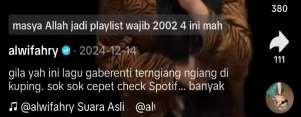 380
masya Allah jadi playlist wajib 2002 4 ini mah
alwifahry · 2024-12-14
gila yah ini lagu gaberenti terngiang ngiang di
kuping. sok sok cepet check Spotif... banyak
111
@alwifahry Suara Asli @al